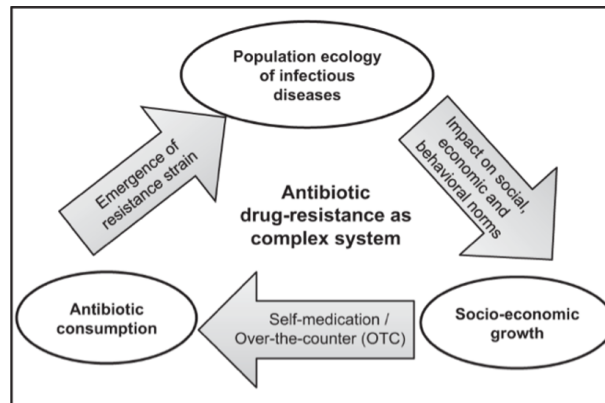 Population ecology
of infectious
diseases
Emergence of
resistance strain
Impact on social,
economic and
behavioral norms
Antibiotic
drug-resistance as
complex system
Antibiotic
consumption
Self-medication /
Over-the-counter (OTC)
Socio-economic
growth